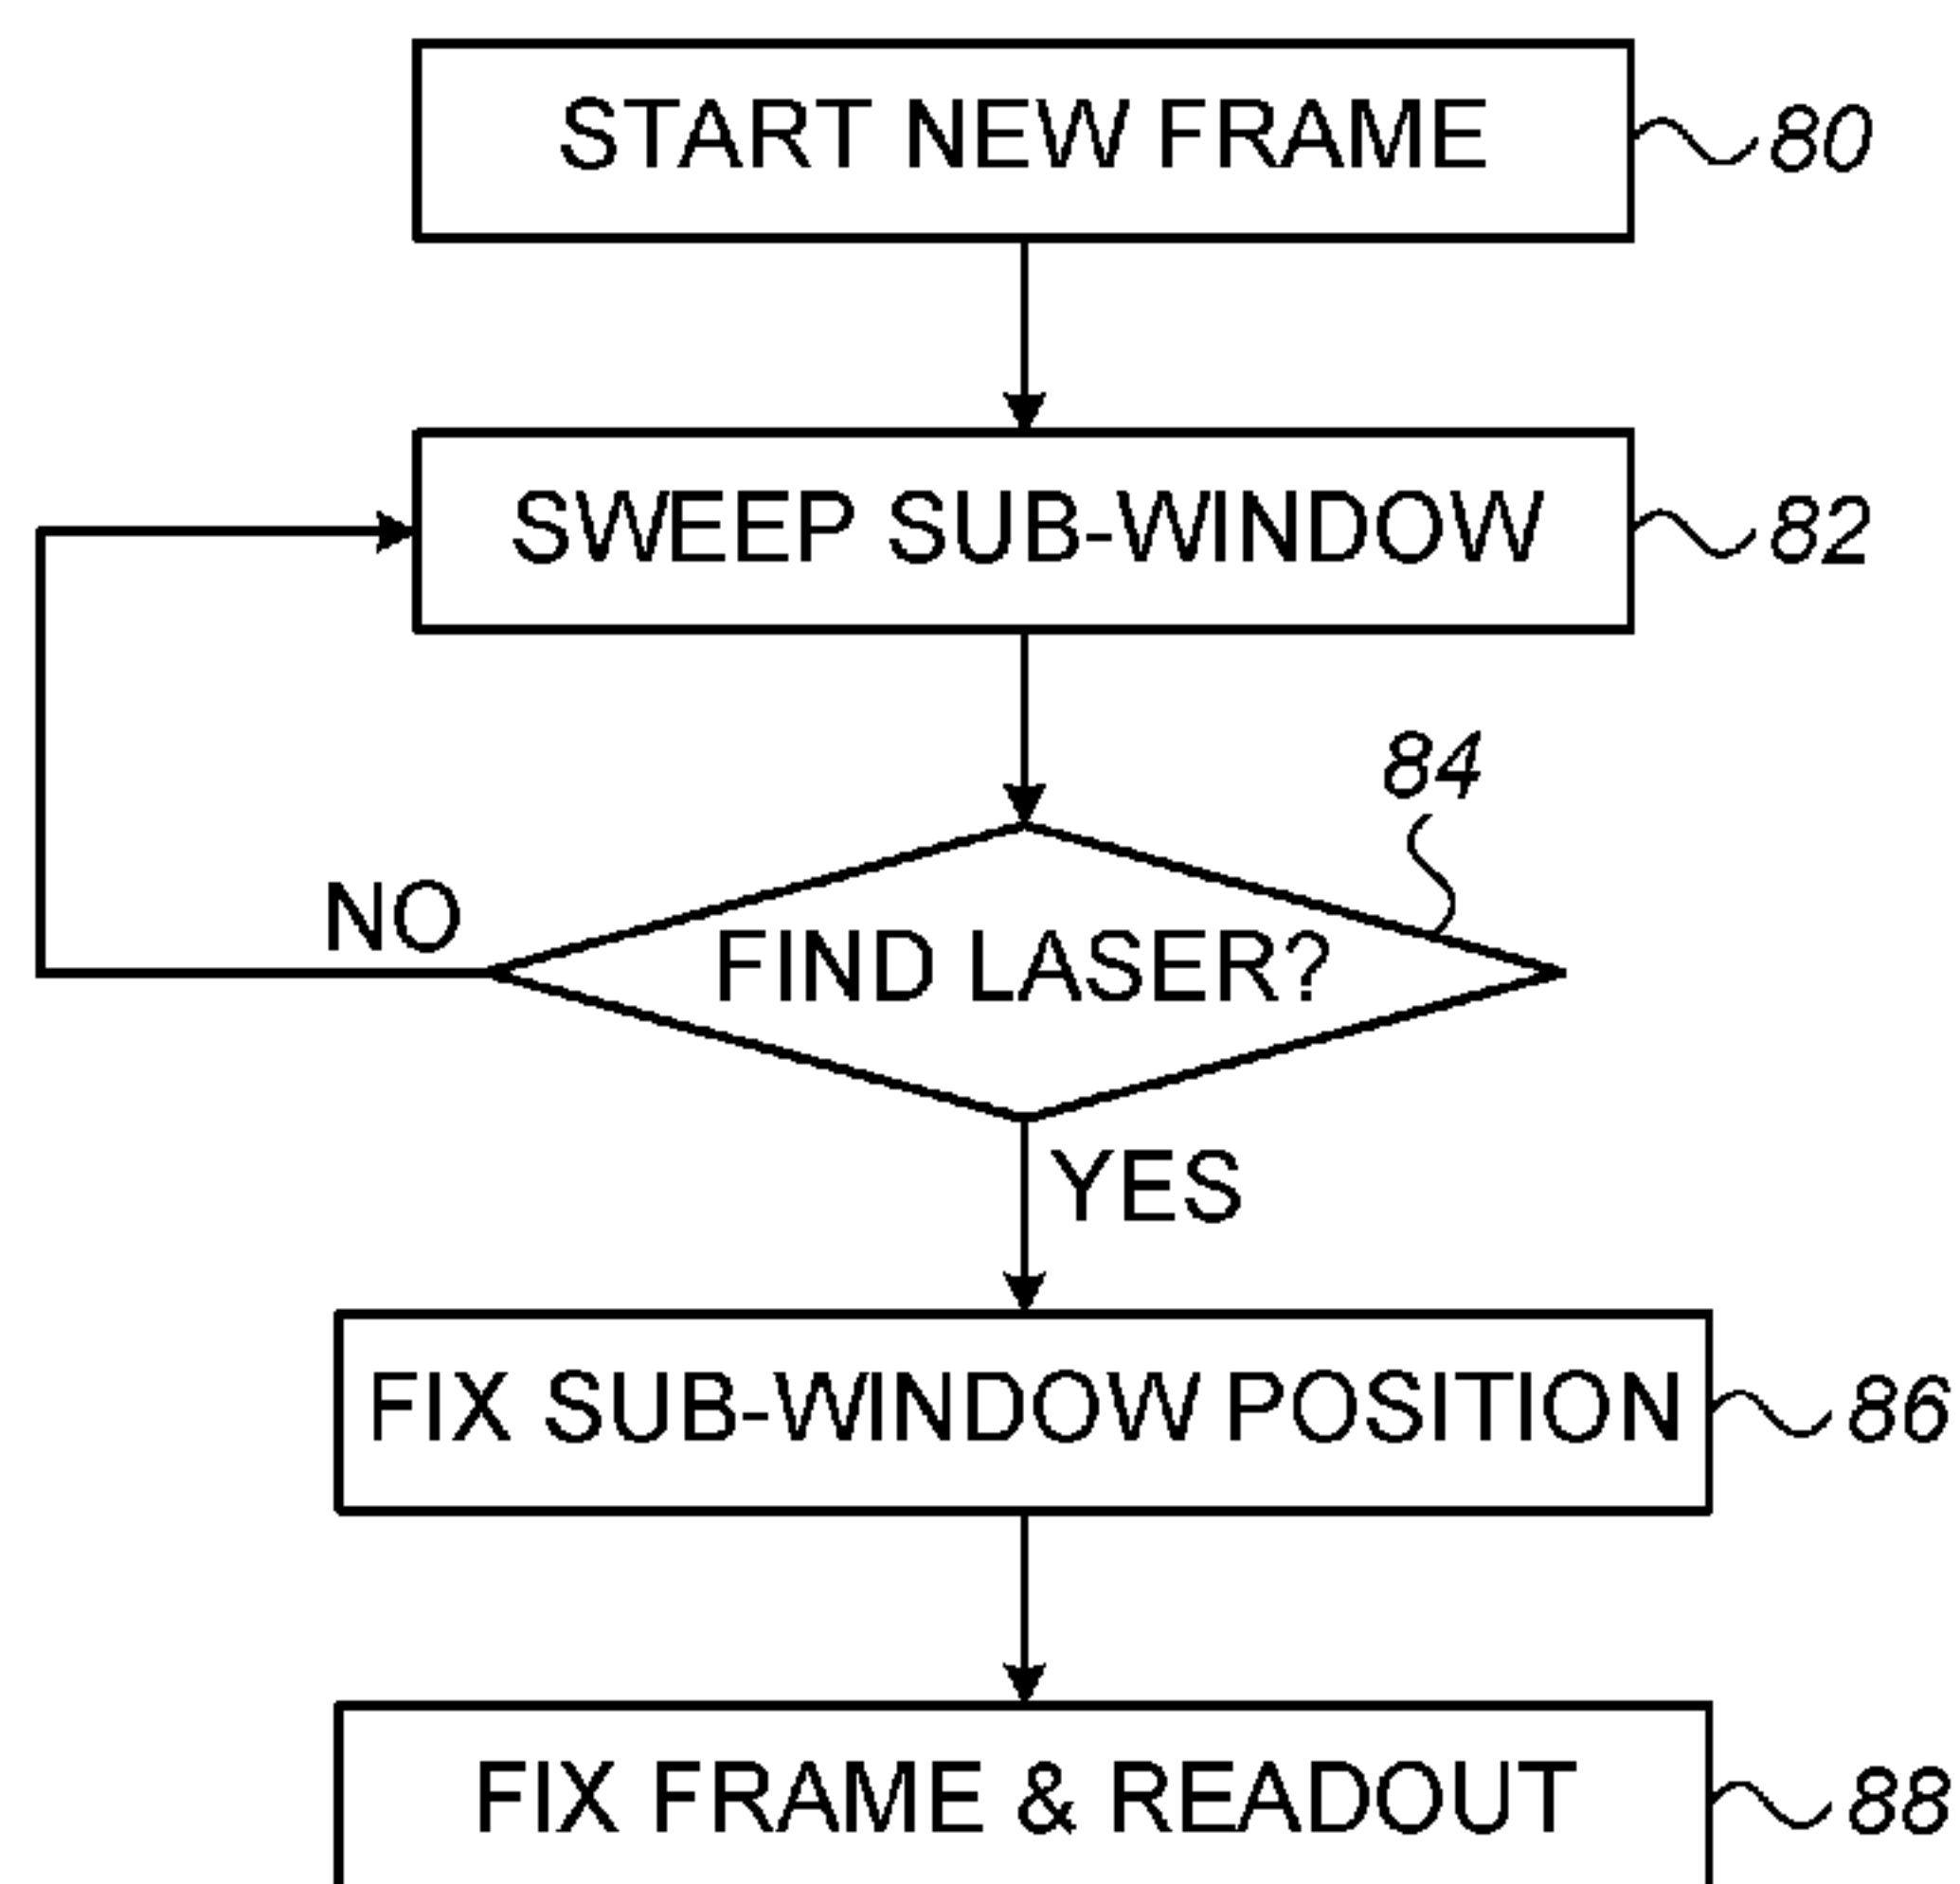 START NEW FRAME
80
SWEEP SUB-WINDOW
82
84
NO
FIND LASER?
YES
FIX SUB-WINDOW POSITION
86
FIX FRAME & READOUT
88